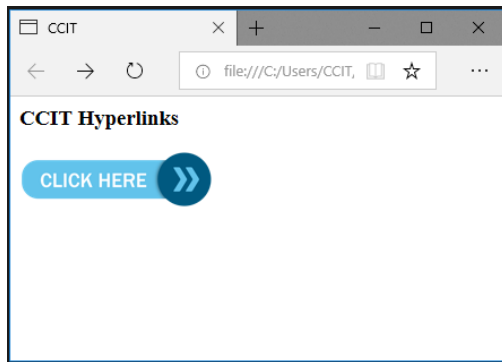 CCIT
file:///C:/Users/CCIT,
CCIT Hyperlinks
CLICK HERE